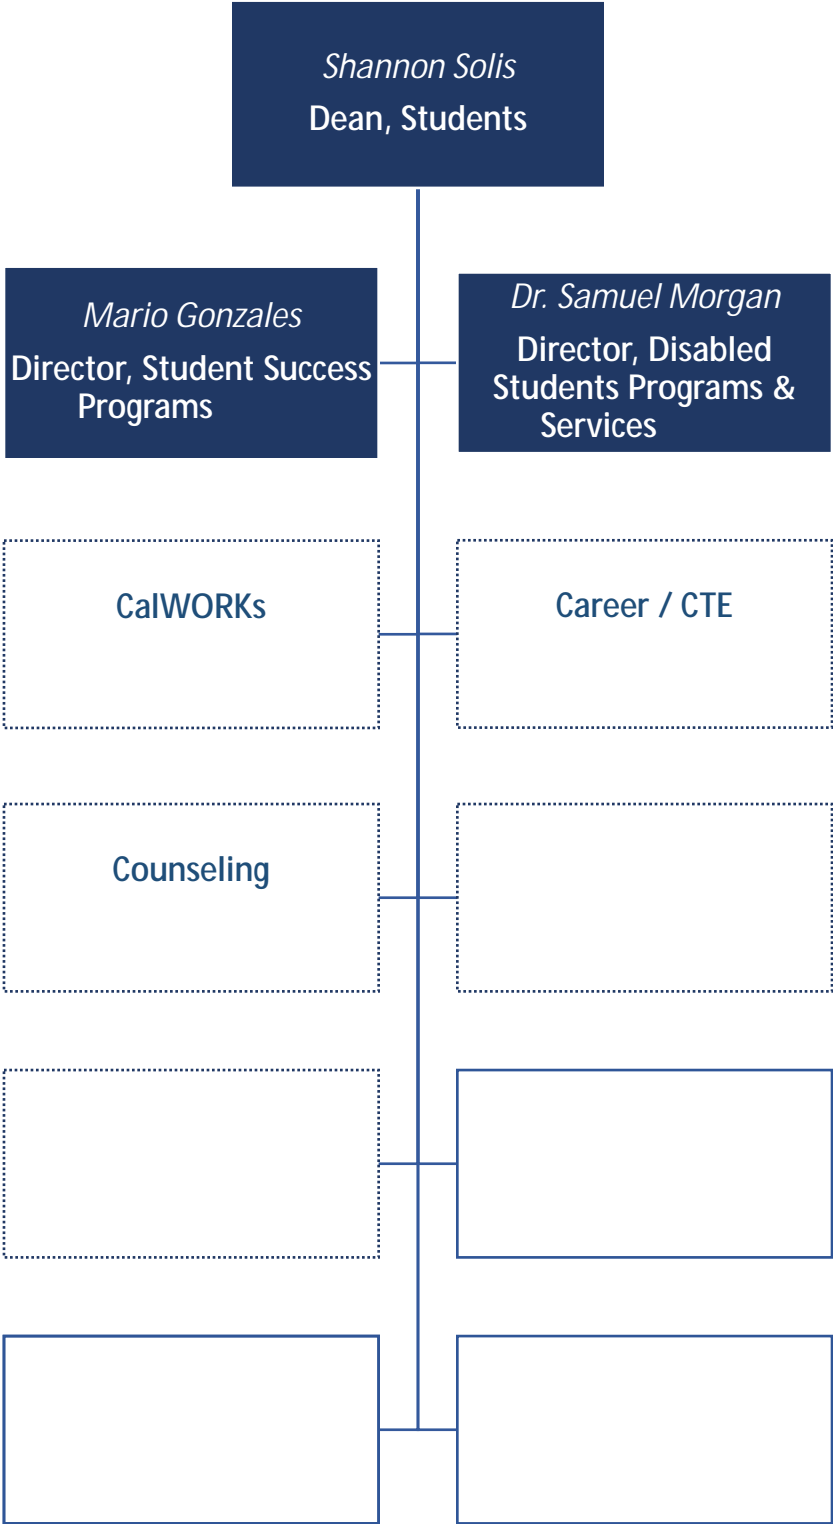 Shannon Solis
Dean, Students
Mario Gonzales
Director, Student Success
Programs
Dr. Samuel Morgan
Director, Disabled
Students Programs &
Services
CalWORKs
Career / CTE
Counseling